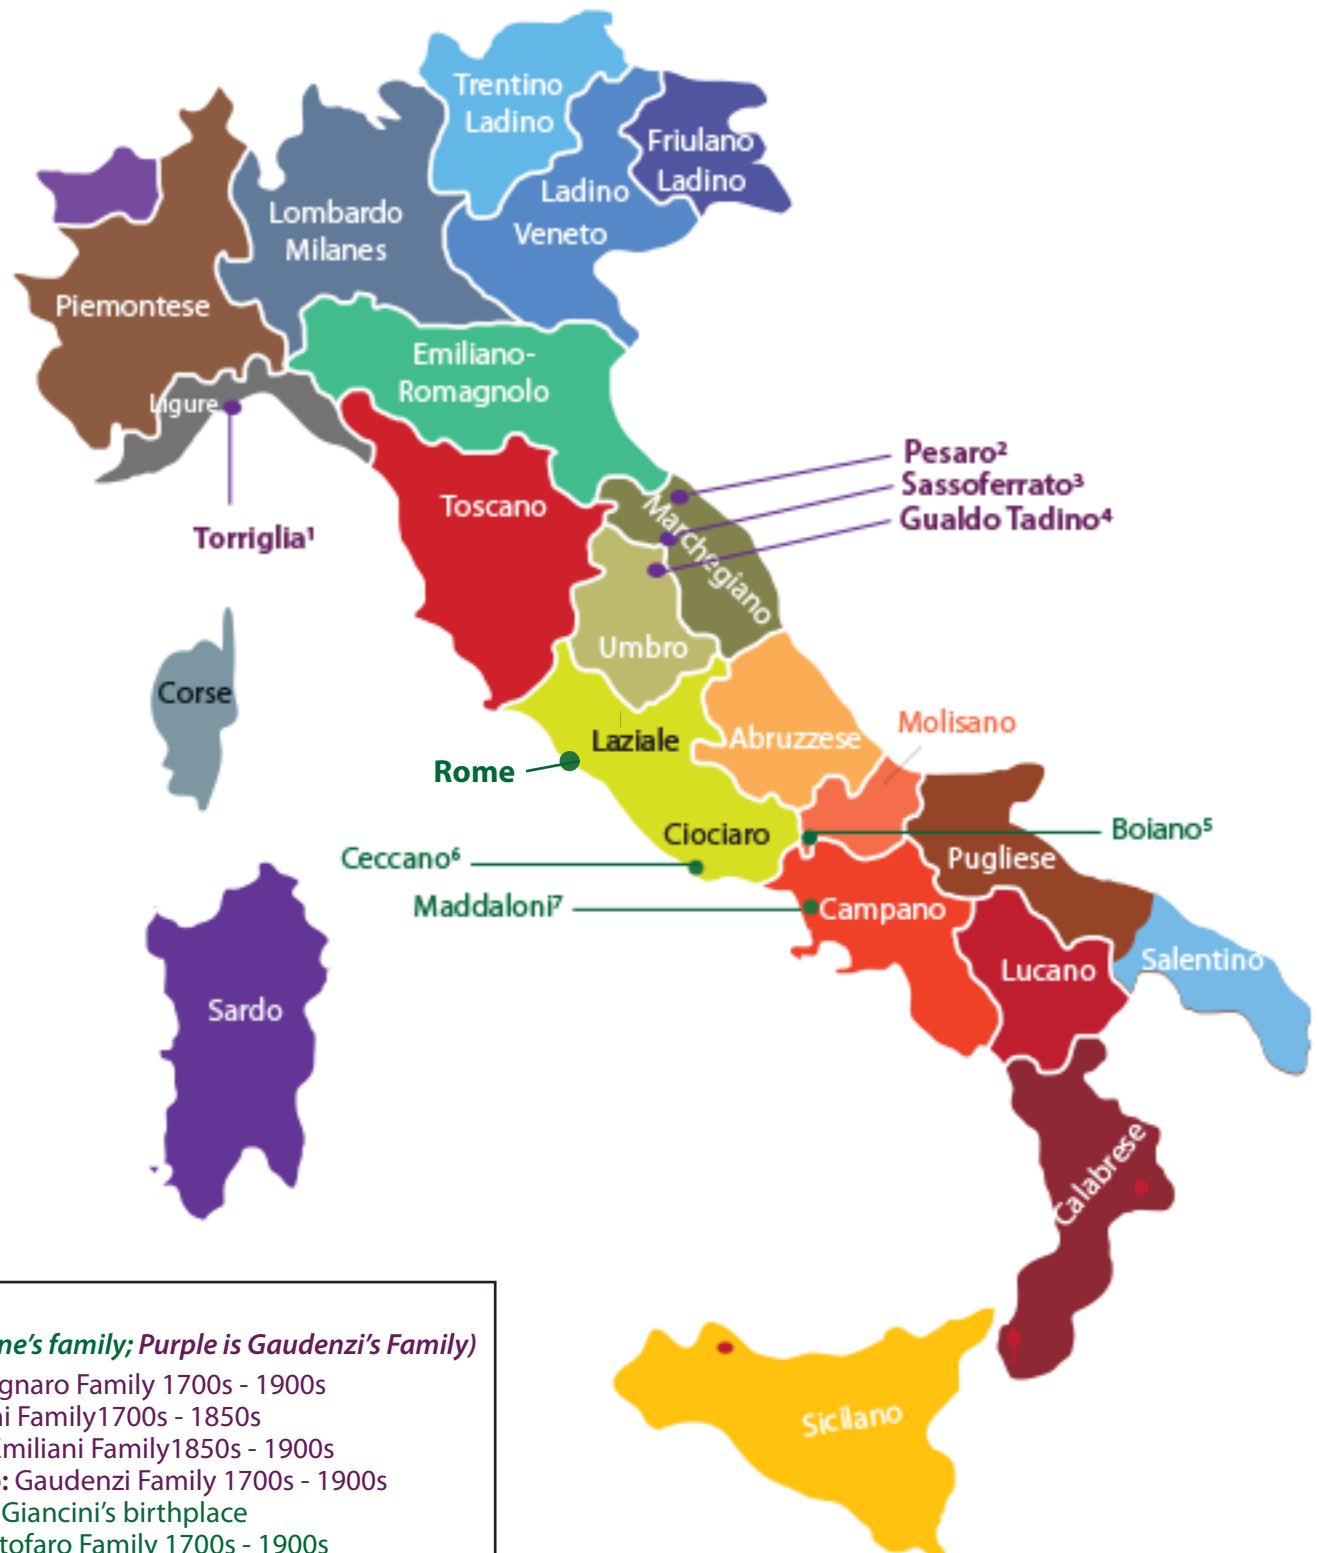 Trentino
Ladino
Friulano
Ladino
Ladino
Veneto
Lombardo
Milanes
Piemontese
Emiliano-
Romagnolo
Ligure
Pesaro²
Sassoferrato³
Gualdo Tadino⁴
Toscano
Marchegiano
Torriglia¹
Umbro
Corse
Laziale
Abruzzese
Molisano
Rome
Ciociaro
Boiano⁵
Ceccano⁶
Pugliese
Maddaloni⁷
Campano
Salentino
Lucano
Sardo
Calabrese
Sicilano
ne's family; Purple is Gaudenzi's Family)
gnaro Family 1700s - 1900s
ni Family1700s - 1850s
Emiliani Family1850s - 1900s
o: Gaudenzi Family 1700s - 1900s
Giancini's birthplace
tofaro Family 1700s - 1900s